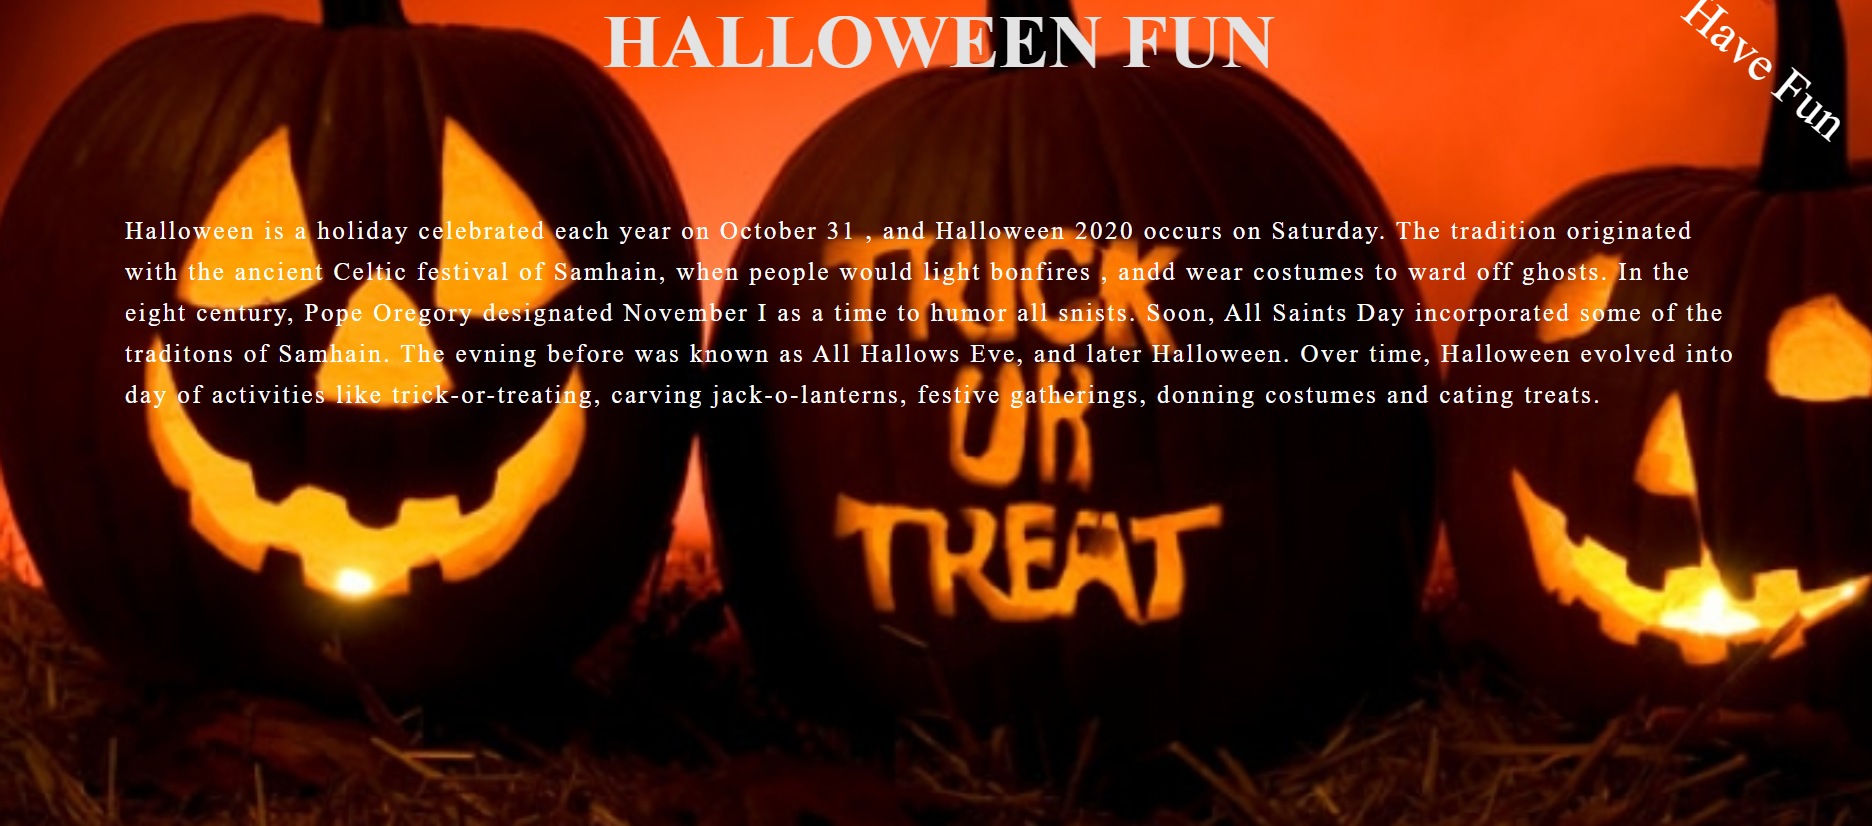 HALLOWEEN FUN
Have Fun
Halloween is a holiday celebrated each year on October 31 , and Halloween 2020 occurs on Saturday. The tradition originated
with the ancient Celtic festival of Samhain, when people would light bonfires , andd wear costumes to ward off ghosts. In the
eight century, Pope Oregory designated November I as a time to humor all snists. Soon, All Saints Day incorporated some of the
traditons of Samhain. The evning before was known as All Hallows Eve, and later Halloween. Over time, Halloween evolved into
day of activities like trick-or-treating, carving jack-o-lanterns, festive gatherings, donning costumes and cating treats.
TRICK
OR
TREAT